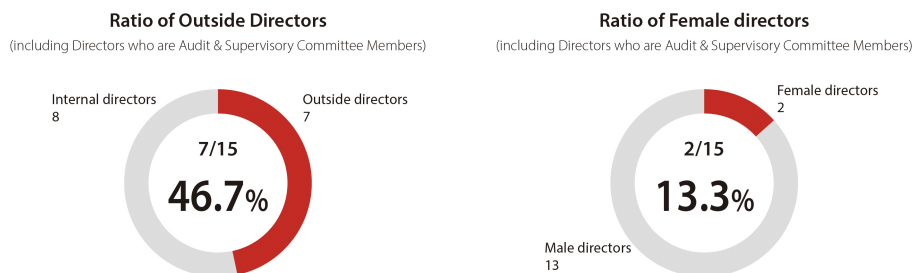 Ratio of Outside Directors
(including Directors who are Audit & Supervisory Committee Members)
Internal directors
8
Outside directors
7
7/15
46.7%
Ratio of Female directors
(including Directors who are Audit & Supervisory Committee Members)
Female directors
2
2/15
13.3%
Male directors
13